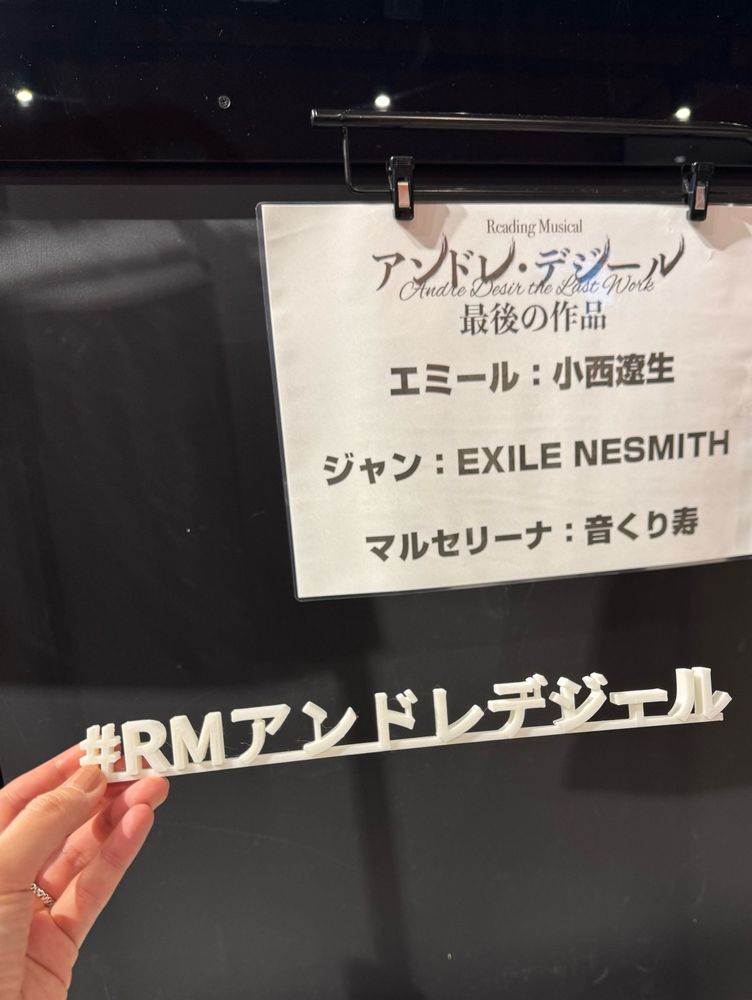 Reading Musical
アンドレ・デジール
Andre Desir the Last Work
最後の作品
エミール：小西遼生
ジャン：EXILE NESMITH
マルセリーナ：音くり寿
#RMアンドレデジール